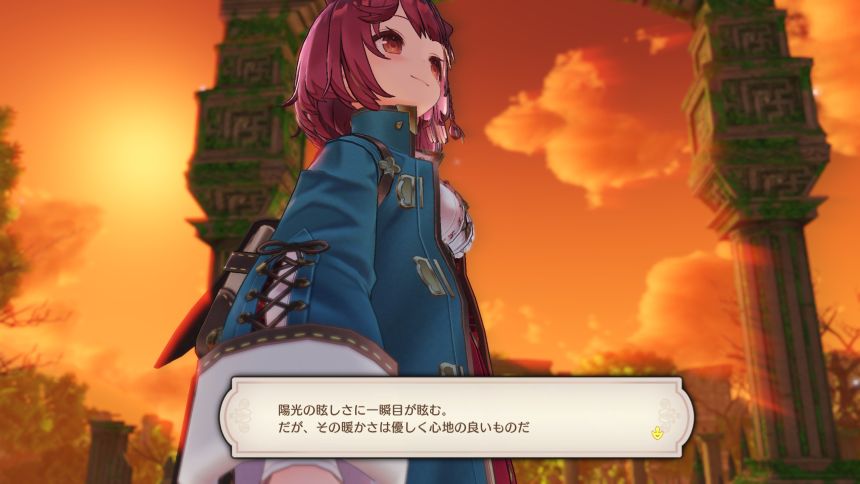 陽光の眩しさに一瞬目が眩む。
だが、その暖かさは優しく心地の良いものだ